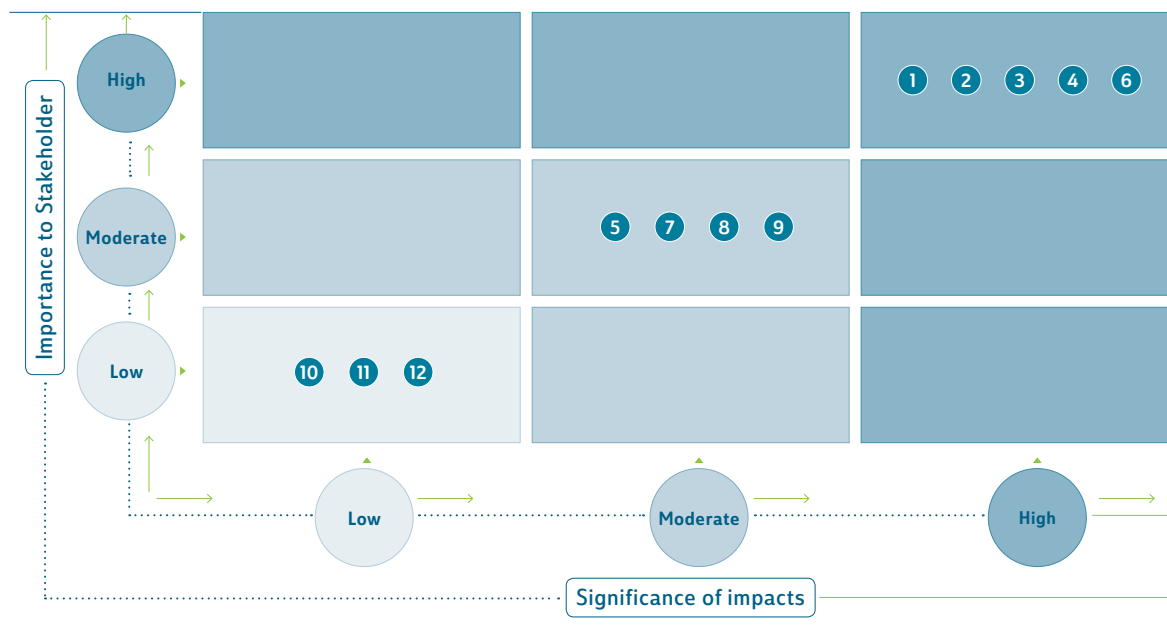 Importance to Stakeholder
High
1 2 3 4 6
Moderate
5 7 8 9
Low
10 11 12
Low Moderate High
Significance of impacts